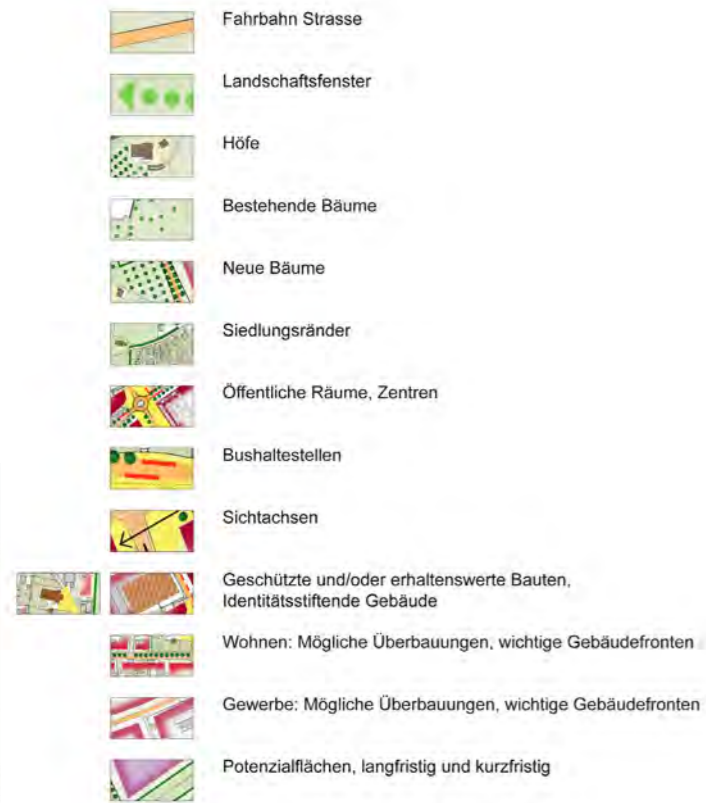 Fahrbahn Strasse
Landschaftsfenster
Höfe
Bestehende Bäume
Neue Bäume
Siedlungsränder
Öffentliche Räume, Zentren
Bushaltestellen
Sichtachsen
Geschützte und/oder erhaltenswerte Bauten,
Identitätsstiftende Gebäude
Wohnen: Mögliche Überbauungen, wichtige Gebäudefronten
Gewerbe: Mögliche Überbauungen, wichtige Gebäudefronten
Potenzialflächen, langfristig und kurzfristig